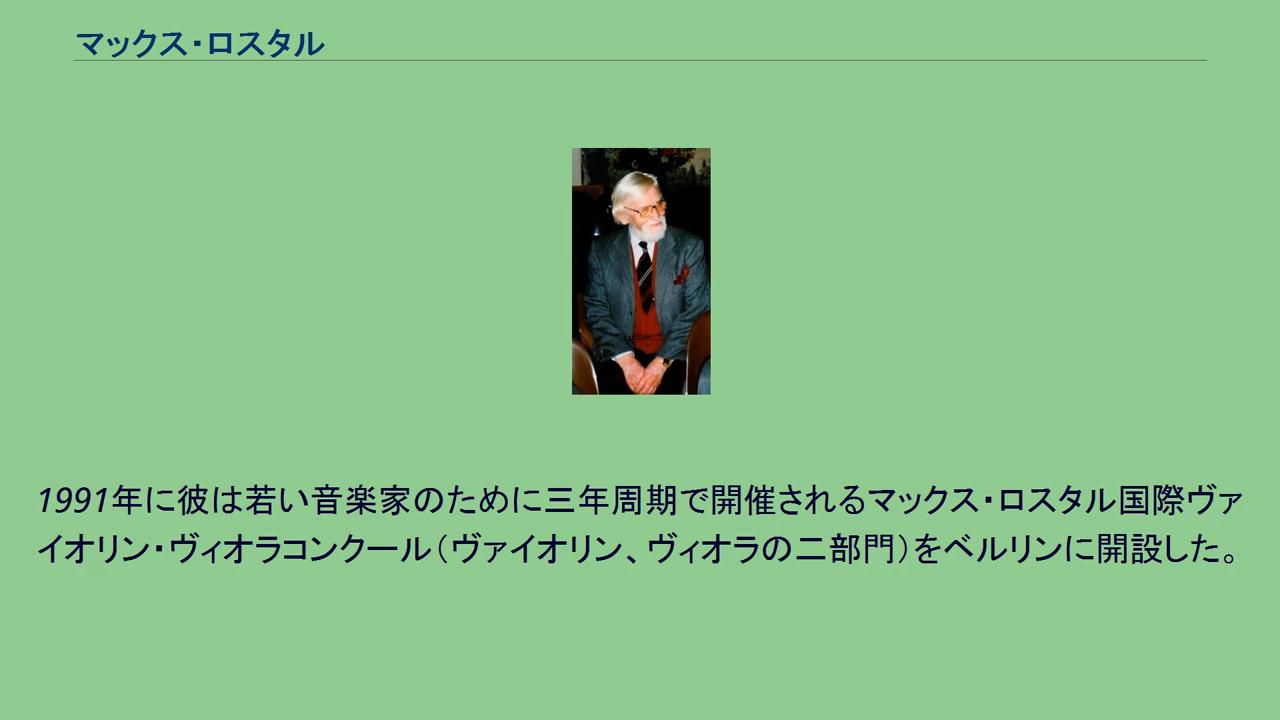 マックス・ロスタル
1991年に彼は若い音楽家のために三年周期で開催されるマックス・ロスタル国際ヴァ
イオリン・ヴィオラコンクール（ヴァイオリン、ヴィオラの二部門）をベルリンに開設した。